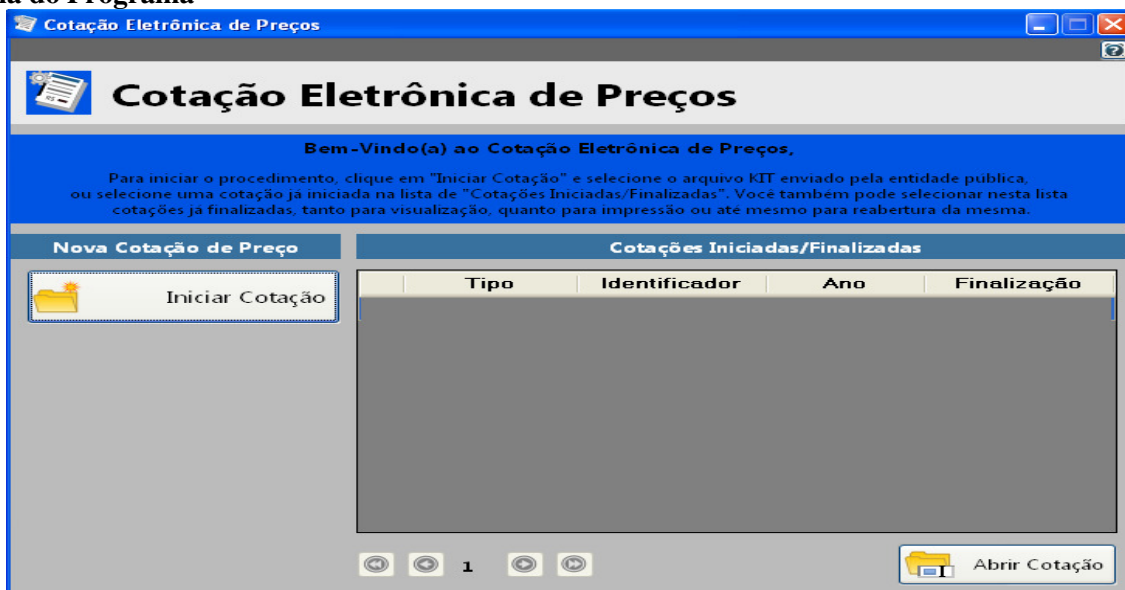 do Programa
Cotação Eletrônica de Preços
Cotação Eletrônica de Preços
Bem-Vindo(a) ao Cotação Eletrônica de Preços,
Para iniciar o procedimento, clique em "Iniciar Cotação" e selecione o arquivo KIT enviado pela entidade pública,
ou selecione uma cotação já iniciada na lista de "Cotações Iniciadas/Finalizadas". Você também pode selecionar nesta lista
cotações já finalizadas, tanto para visualização, quanto para impressão ou até mesmo para reabertura da mesma.
Nova Cotação de Preço
Cotações Iniciadas/Finalizadas
Iniciar Cotação
Tipo Identificador Ano Finalização
1
Abrir Cotação